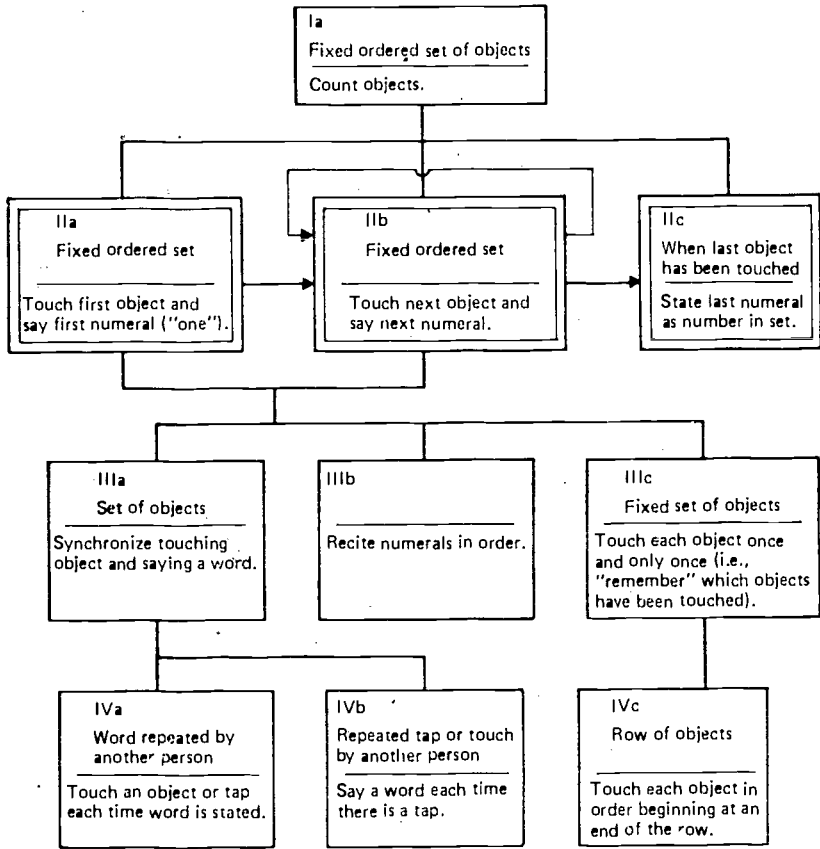 Ia
Fixed ordered set of objects
Count objects.
IIa
Fixed ordered set
Touch first object and
say first numeral ("one").
IIb
Fixed ordered set
Touch next object and
say next numeral.
IIc
When last object
has been touched
State last numeral
as number in set.
IIIa
Set of objects
Synchronize touching
object and saying a word.
IIIb
Recite numerals in order.
IIIc
Fixed set of objects
Touch each object once
and only once (i.e.,
"remember" which objects
have been touched).
IVa
Word repeated by
another person
Touch an object or tap
each time word is stated.
IVb
Repeated tap or touch
by another person
Say a word each time
there is a tap.
IVc
Row of objects
Touch each object in
order beginning at an
end of the row.